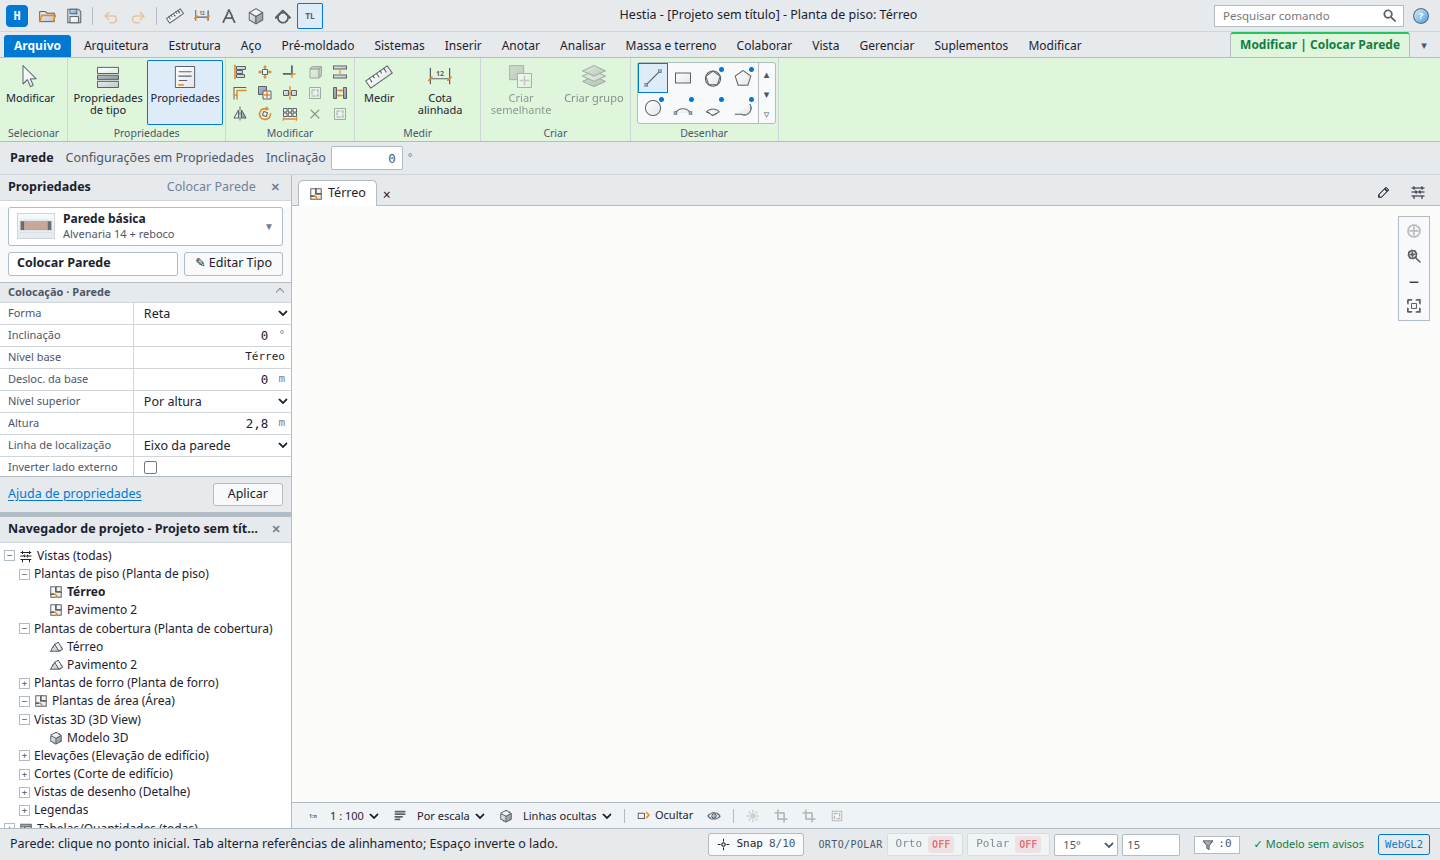 H
TL
Hestia - [Projeto sem título] - Planta de piso: Térreo
Pesquisar comando
?
Arquivo Arquitetura Estrutura Aço Pré-moldado Sistemas Inserir Anotar Analisar Massa e terreno Colaborar Vista Gerenciar Suplementos Modificar
Modificar | Colocar Parede
Modificar
Propriedades de tipo
Propriedades
Medir
12
Cota alinhada
Criar semelhante
Criar grupo
Selecionar Propriedades Modificar Medir Criar Desenhar
Parede Configurações em Propriedades Inclinação 0 °
Propriedades Colocar Parede ×
Parede básica
Alvenaria 14 + reboco
Colocar Parede
✎ Editar Tipo
Colocação · Parede
Forma Reta
Inclinação 0 °
Nível base Térreo
Desloc. da base 0 m
Nível superior Por altura
Altura 2,8 m
Linha de localização Eixo da parede
Inverter lado externo
Ajuda de propriedades
Aplicar
Navegador de projeto - Projeto sem tít... ×
Vistas (todas)
Plantas de piso (Planta de piso)
Térreo
Pavimento 2
Plantas de cobertura (Planta de cobertura)
Térreo
Pavimento 2
Plantas de forro (Planta de forro)
Plantas de área (Área)
Vistas 3D (3D View)
Modelo 3D
Elevações (Elevação de edifício)
Cortes (Corte de edifício)
Vistas de desenho (Detalhe)
Legendas
Tabelas/Quantidades (todas)
Térreo ×
1 : 100 Por escala Linhas ocultas Ocultar
Parede: clique no ponto inicial. Tab alterna referências de alinhamento; Espaço inverte o lado.
Snap 8/10
ORTO/POLAR
Orto OFF
Polar OFF
15°
15
:0
✓ Modelo sem avisos
WebGL2